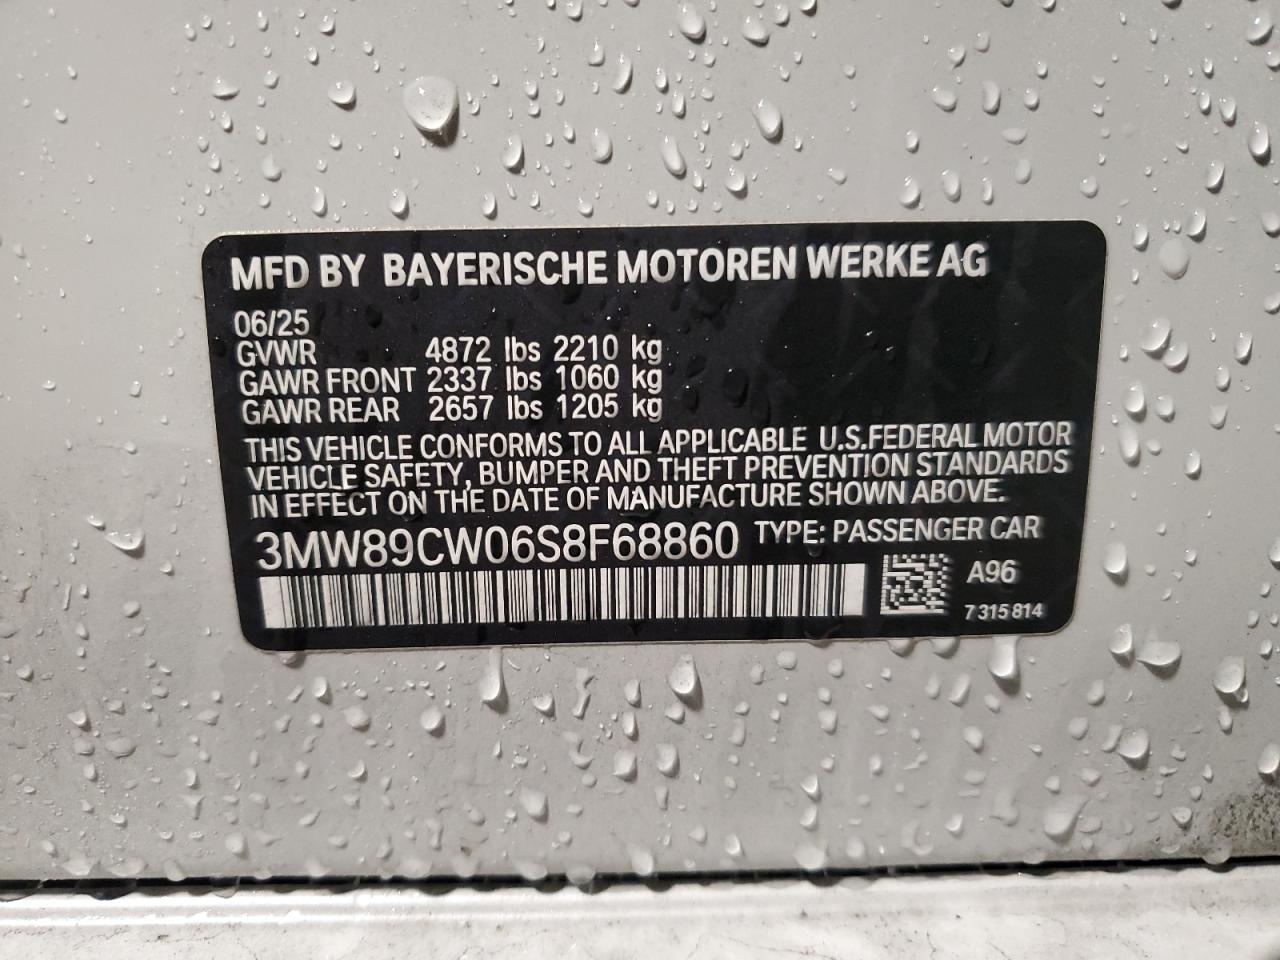 MFD BY BAYERISCHE MOTOREN WERKE AG
06/25
GVWR 4872 lbs 2210 kg
GAWR FRONT 2337 lbs 1060 kg
GAWR REAR 2657 lbs 1205 kg
THIS VEHICLE CONFORMS TO ALL APPLICABLE U.S.FEDERAL MOTOR
VEHICLE SAFETY, BUMPER AND THEFT PREVENTION STANDARDS
IN EFFECT ON THE DATE OF MANUFACTURE SHOWN ABOVE.
3MW89CW06S8F68860 TYPE: PASSENGER CAR
A96
7 315 814